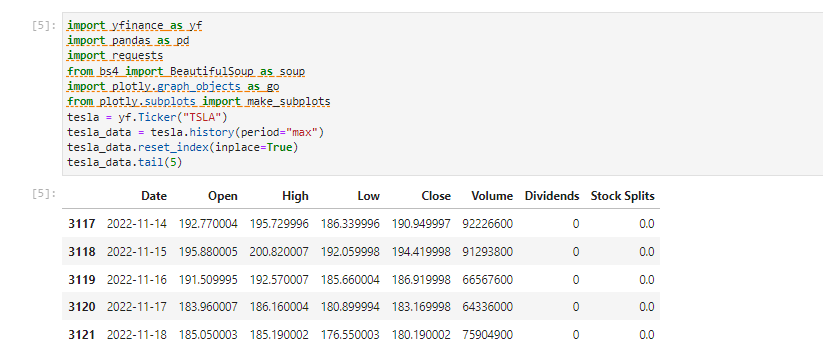 [5]: import yfinance as yf
import pandas as pd
import requests
from bs4 import BeautifulSoup as soup
import plotly.graph_objects as go
from plotly.subplots import make_subplots
tesla = yf.Ticker("TSLA")
tesla_data = tesla.history(period="max")
tesla_data.reset_index(inplace=True)
tesla_data.tail(5)
[5]: Date Open High Low Close Volume Dividends Stock Splits
3117 2022-11-14 192.770004 195.729996 186.339996 190.949997 92226600 0 0.0
3118 2022-11-15 195.880005 200.820007 192.059998 194.419998 91293800 0 0.0
3119 2022-11-16 191.509995 192.570007 185.660004 186.919998 66567600 0 0.0
3120 2022-11-17 183.960007 186.160004 180.899994 183.169998 64336000 0 0.0
3121 2022-11-18 185.050003 185.190002 176.550003 180.190002 75904900 0 0.0